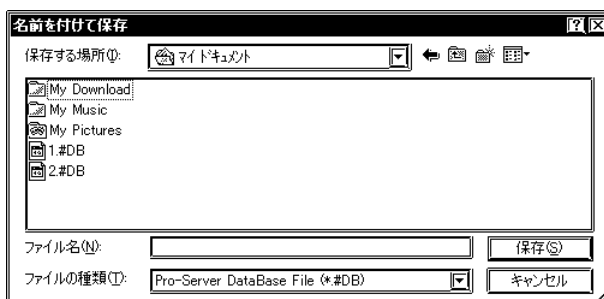 名前を付けて保存
保存する場所(I): マイ ドキュメント
My Download
My Music
My Pictures
1.#DB
2.#DB
ファイル名(N): 保存(S)
ファイルの種類(T): Pro-Server DataBase File (*.#DB) キャンセル